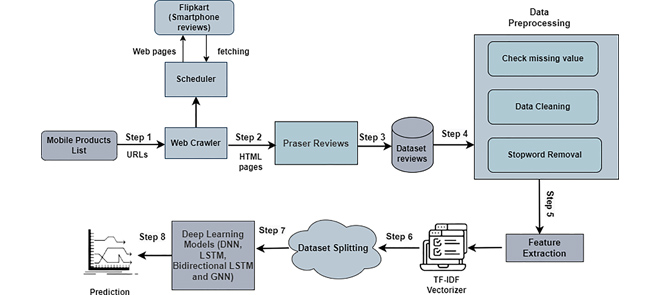 Flipkart
(Smartphone
reviews)
Data
Preprocessing
Web pages
fetching
Scheduler
Check missing value
Data Cleaning
Stopword Removal
Mobile Products
List
Step 1
URLs
Web Crawler
Step 2
HTML
pages
Praser Reviews
Step 3
Dataset
reviews
Step 4
Step 5
Feature
Extraction
TF-IDF
Vectorizer
Step 6
Dataset Splitting
Step 7
Deep Learning
Models (DNN,
LSTM,
Bidirectional LSTM
and GNN)
Step 8
Prediction